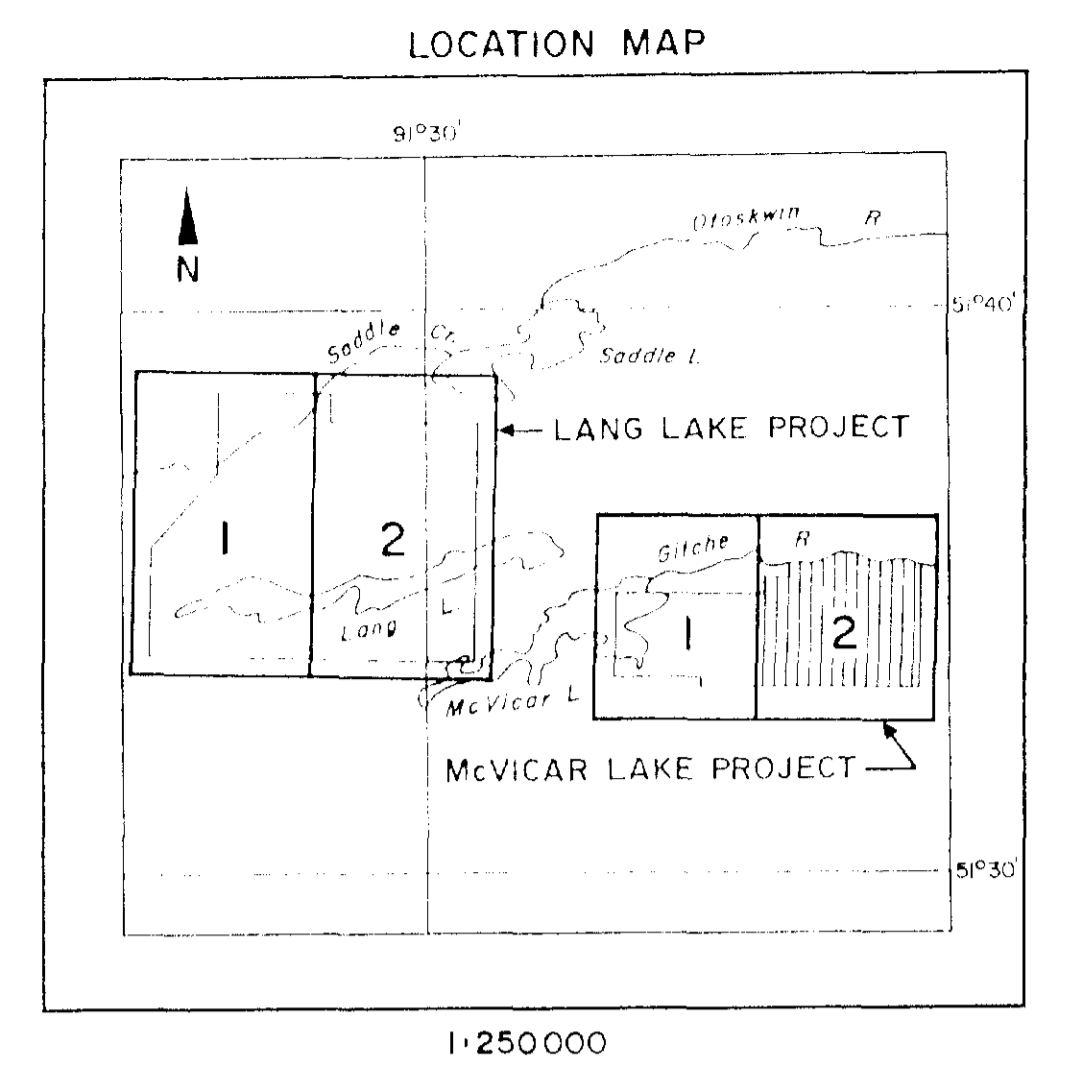 LOCATION MAP
91°30'
Otoskwin R
N
51°40'
Saddle Cr.
Saddle L
LANG LAKE PROJECT
1 2
Gitche R
Lang L
1 2
McVicar L
McVICAR LAKE PROJECT
51°30'
1:250000